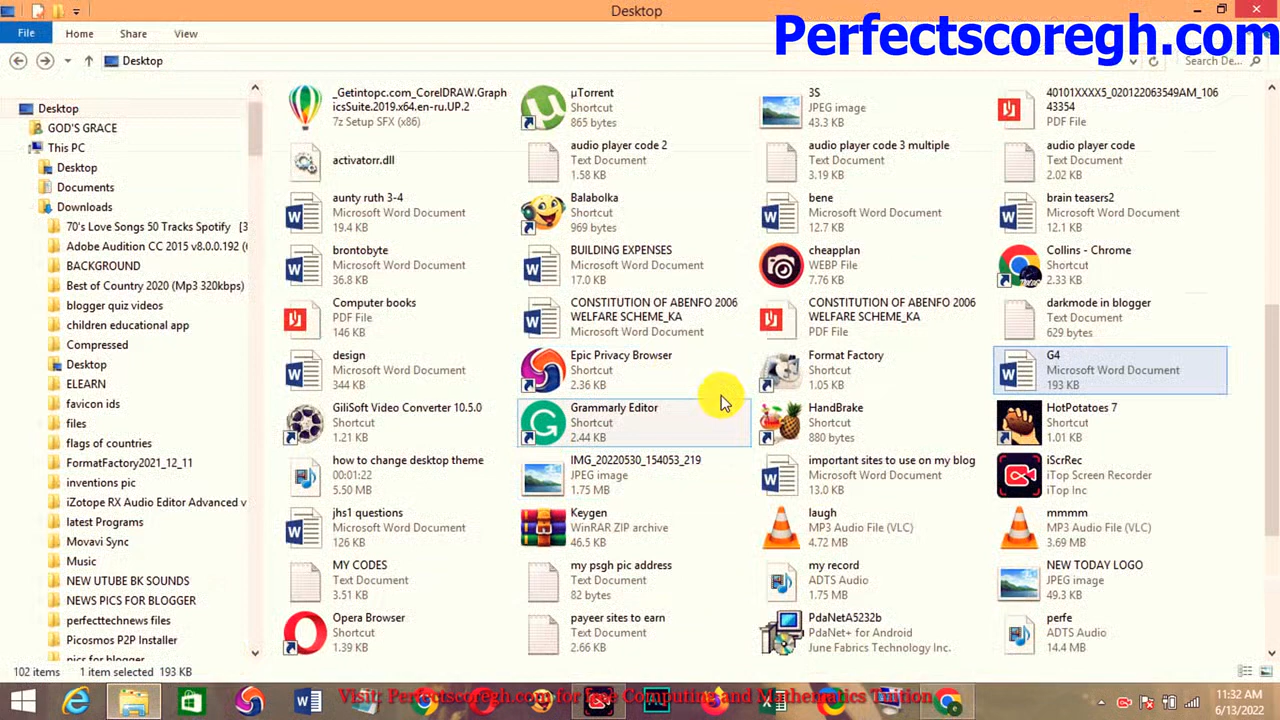 Desktop
Perfectscoregh.com
File Home Share View
Desktop
Search De...
Desktop
GOD'S GRACE
This PC
Desktop
Documents
Downloads
70's Love Songs 50 Tracks Spotify [3
Adobe Audition CC 2015 v8.0.0.192 (
BACKGROUND
Best of Country 2020 (Mp3 320kbps)
blogger quiz videos
children educational app
Compressed
Desktop
ELEARN
favicon ids
files
flags of countries
FormatFactory2021_12_11
inventions pic
iZotope RX Audio Editor Advanced v
latest Programs
Movavi Sync
Music
NEW UTUBE BK SOUNDS
NEWS PICS FOR BLOGGER
perfecttechnews files
Picosmos P2P Installer
pics for blogger
_Getintopc.com_CorelDRAW.Graph
icsSuite.2019.x64.en-ru.UP.2
7z Setup SFX (x86)
µTorrent
Shortcut
865 bytes
3S
JPEG image
43.3 KB
40101XXXX5_020122063549AM_106
43354
PDF File
activatorr.dll
audio player code 2
Text Document
1.58 KB
audio player code 3 multiple
Text Document
3.19 KB
audio player code
Text Document
2.02 KB
aunty ruth 3-4
Microsoft Word Document
19.4 KB
Balabolka
Shortcut
969 bytes
bene
Microsoft Word Document
12.7 KB
brain teasers2
Microsoft Word Document
12.1 KB
brontobyte
Microsoft Word Document
36.8 KB
BUILDING EXPENSES
Microsoft Word Document
17.0 KB
cheapplan
WEBP File
7.76 KB
Collins - Chrome
Shortcut
2.33 KB
Computer books
PDF File
146 KB
CONSTITUTION OF ABENFO 2006
WELFARE SCHEME_KA
Microsoft Word Document
CONSTITUTION OF ABENFO 2006
WELFARE SCHEME_KA
PDF File
darkmode in blogger
Text Document
629 bytes
design
Microsoft Word Document
344 KB
Epic Privacy Browser
Shortcut
2.36 KB
Format Factory
Shortcut
1.05 KB
G4
Microsoft Word Document
193 KB
GiliSoft Video Converter 10.5.0
Shortcut
1.21 KB
Grammarly Editor
Shortcut
2.44 KB
HandBrake
Shortcut
880 bytes
HotPotatoes 7
Shortcut
1.01 KB
how to change desktop theme
00:01:22
5.50 MB
IMG_20220530_154053_219
JPEG image
1.75 MB
important sites to use on my blog
Microsoft Word Document
13.0 KB
iScrRec
iTop Screen Recorder
iTop Inc
jhs1 questions
Microsoft Word Document
126 KB
Keygen
WinRAR ZIP archive
46.5 KB
laugh
MP3 Audio File (VLC)
4.72 MB
mmmm
MP3 Audio File (VLC)
3.69 MB
MY CODES
Text Document
3.51 KB
my psgh pic address
Text Document
82 bytes
my record
ADTS Audio
1.75 MB
NEW TODAY LOGO
JPEG image
49.3 KB
Opera Browser
Shortcut
1.39 KB
payeer sites to earn
Text Document
2.66 KB
PdaNetA5232b
PdaNet+ for Android
June Fabrics Technology Inc.
perfe
ADTS Audio
14.4 MB
102 items 1 item selected 193 KB
Visit: Perfectscoregh.com for free Computing and Mathematics Tuition
11:32 AM
6/13/2022